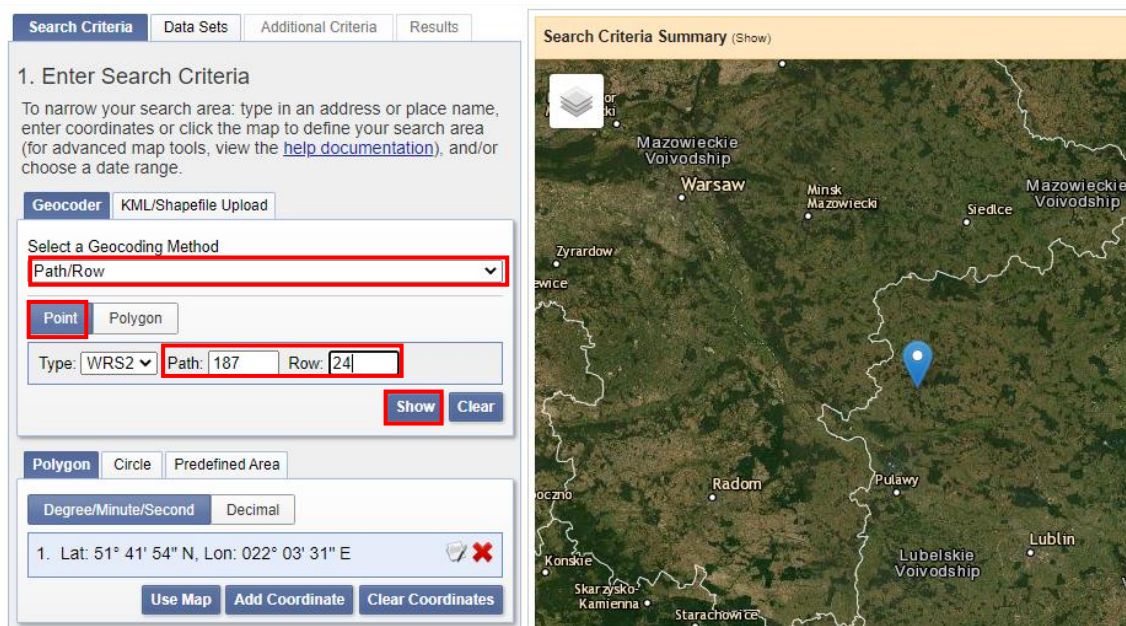 Search Criteria Data Sets Additional Criteria Results
1. Enter Search Criteria
To narrow your search area: type in an address or place name,
enter coordinates or click the map to define your search area
(for advanced map tools, view the help documentation), and/or
choose a date range.
Geocoder KML/Shapefile Upload
Select a Geocoding Method
Path/Row
Point Polygon
Type: WRS2 Path: 187 Row: 24
Show Clear
Polygon Circle Predefined Area
Degree/Minute/Second Decimal
1. Lat: 51° 41' 54" N, Lon: 022° 03' 31" E
Use Map Add Coordinate Clear Coordinates
Search Criteria Summary (Show)
Mazowieckie
Voivodship
Warsaw
Minsk
Mazowiecki
Siedlce
Mazowieckie
Voivodship
Zyrardow
Radom
Pulawy
Lublin
Lubelskie
Voivodship
Konskie
Skarzysko-
Kamienna
Starachowice